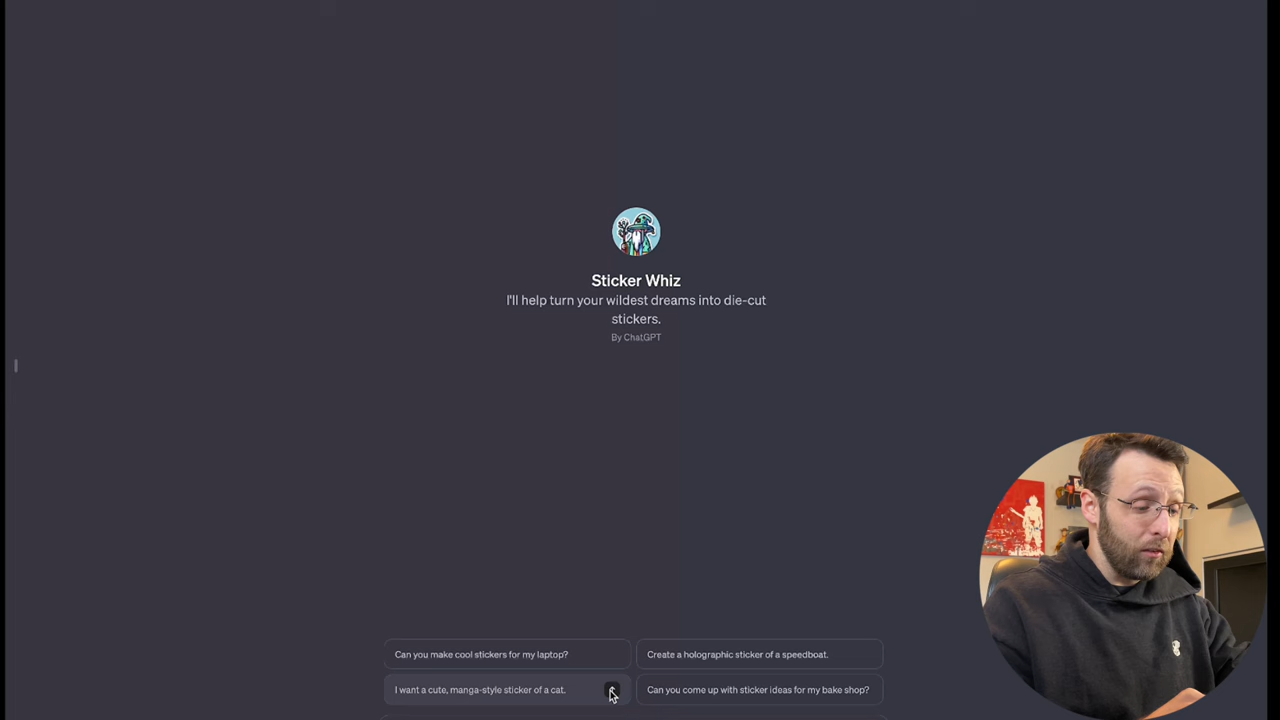 Sticker Whiz
I'll help turn your wildest dreams into die-cut
stickers.
By ChatGPT
Can you make cool stickers for my laptop?
Create a holographic sticker of a speedboat.
I want a cute, manga-style sticker of a cat.
Can you come up with sticker ideas for my bake shop?